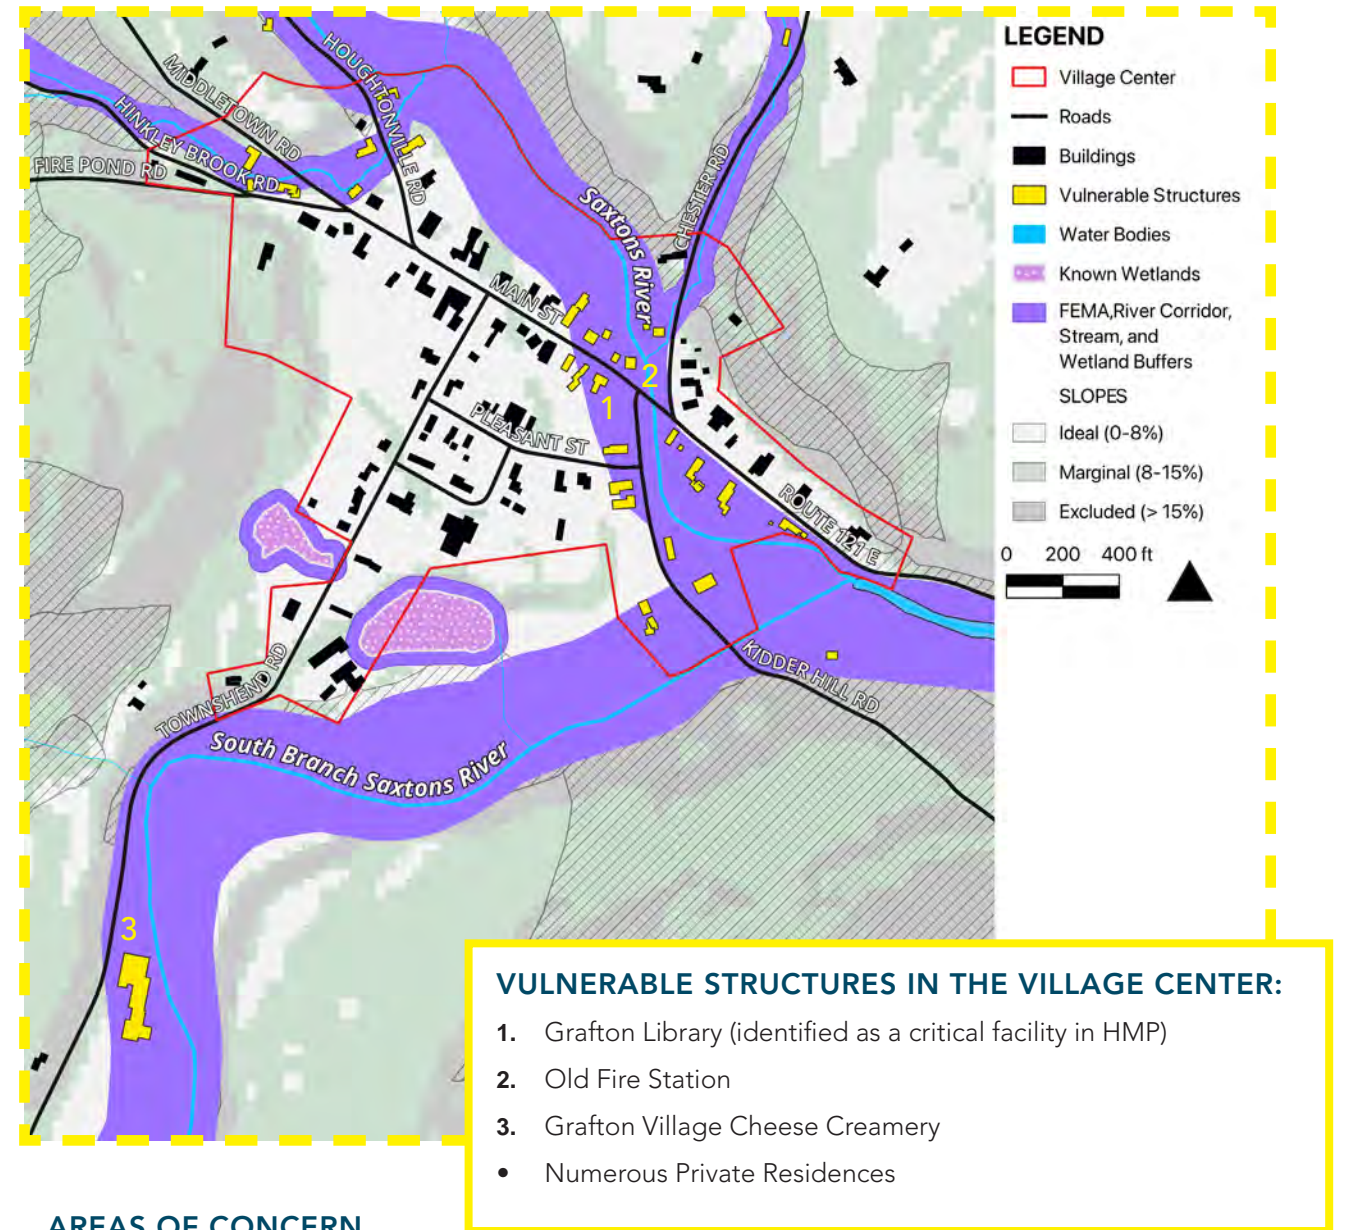 HOUGHTONVILLE RD
MIDDLETOWN RD
HINKLEY BROOK RD
FIRE POND RD
CHESTER RD
Saxtons River
MAIN ST
2
1
PLEASANT ST
ROUTE 121 E
KIDDER HILL RD
TOWNSHEND RD
South Branch Saxtons River
3
LEGEND
Village Center
Roads
Buildings
Vulnerable Structures
Water Bodies
Known Wetlands
FEMA,River Corridor,
Stream, and
Wetland Buffers
SLOPES
Ideal (0-8%)
Marginal (8-15%)
Excluded (> 15%)
0 200 400 ft
VULNERABLE STRUCTURES IN THE VILLAGE CENTER:
1. Grafton Library (identified as a critical facility in HMP)
2. Old Fire Station
3. Grafton Village Cheese Creamery
• Numerous Private Residences
AREAS OF CONCERN